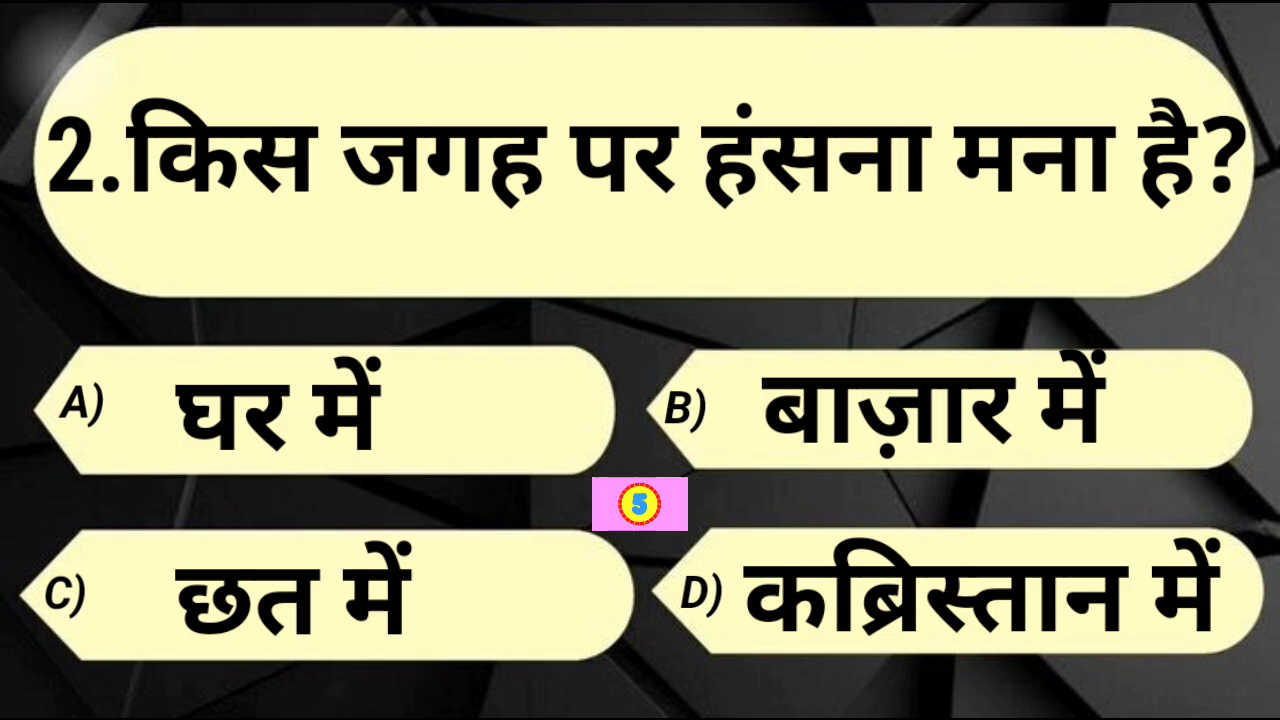 2.किस जगह पर हंसना मना है?
A) घर में
B) बाज़ार में
5
C) छत में
D) कब्रिस्तान में